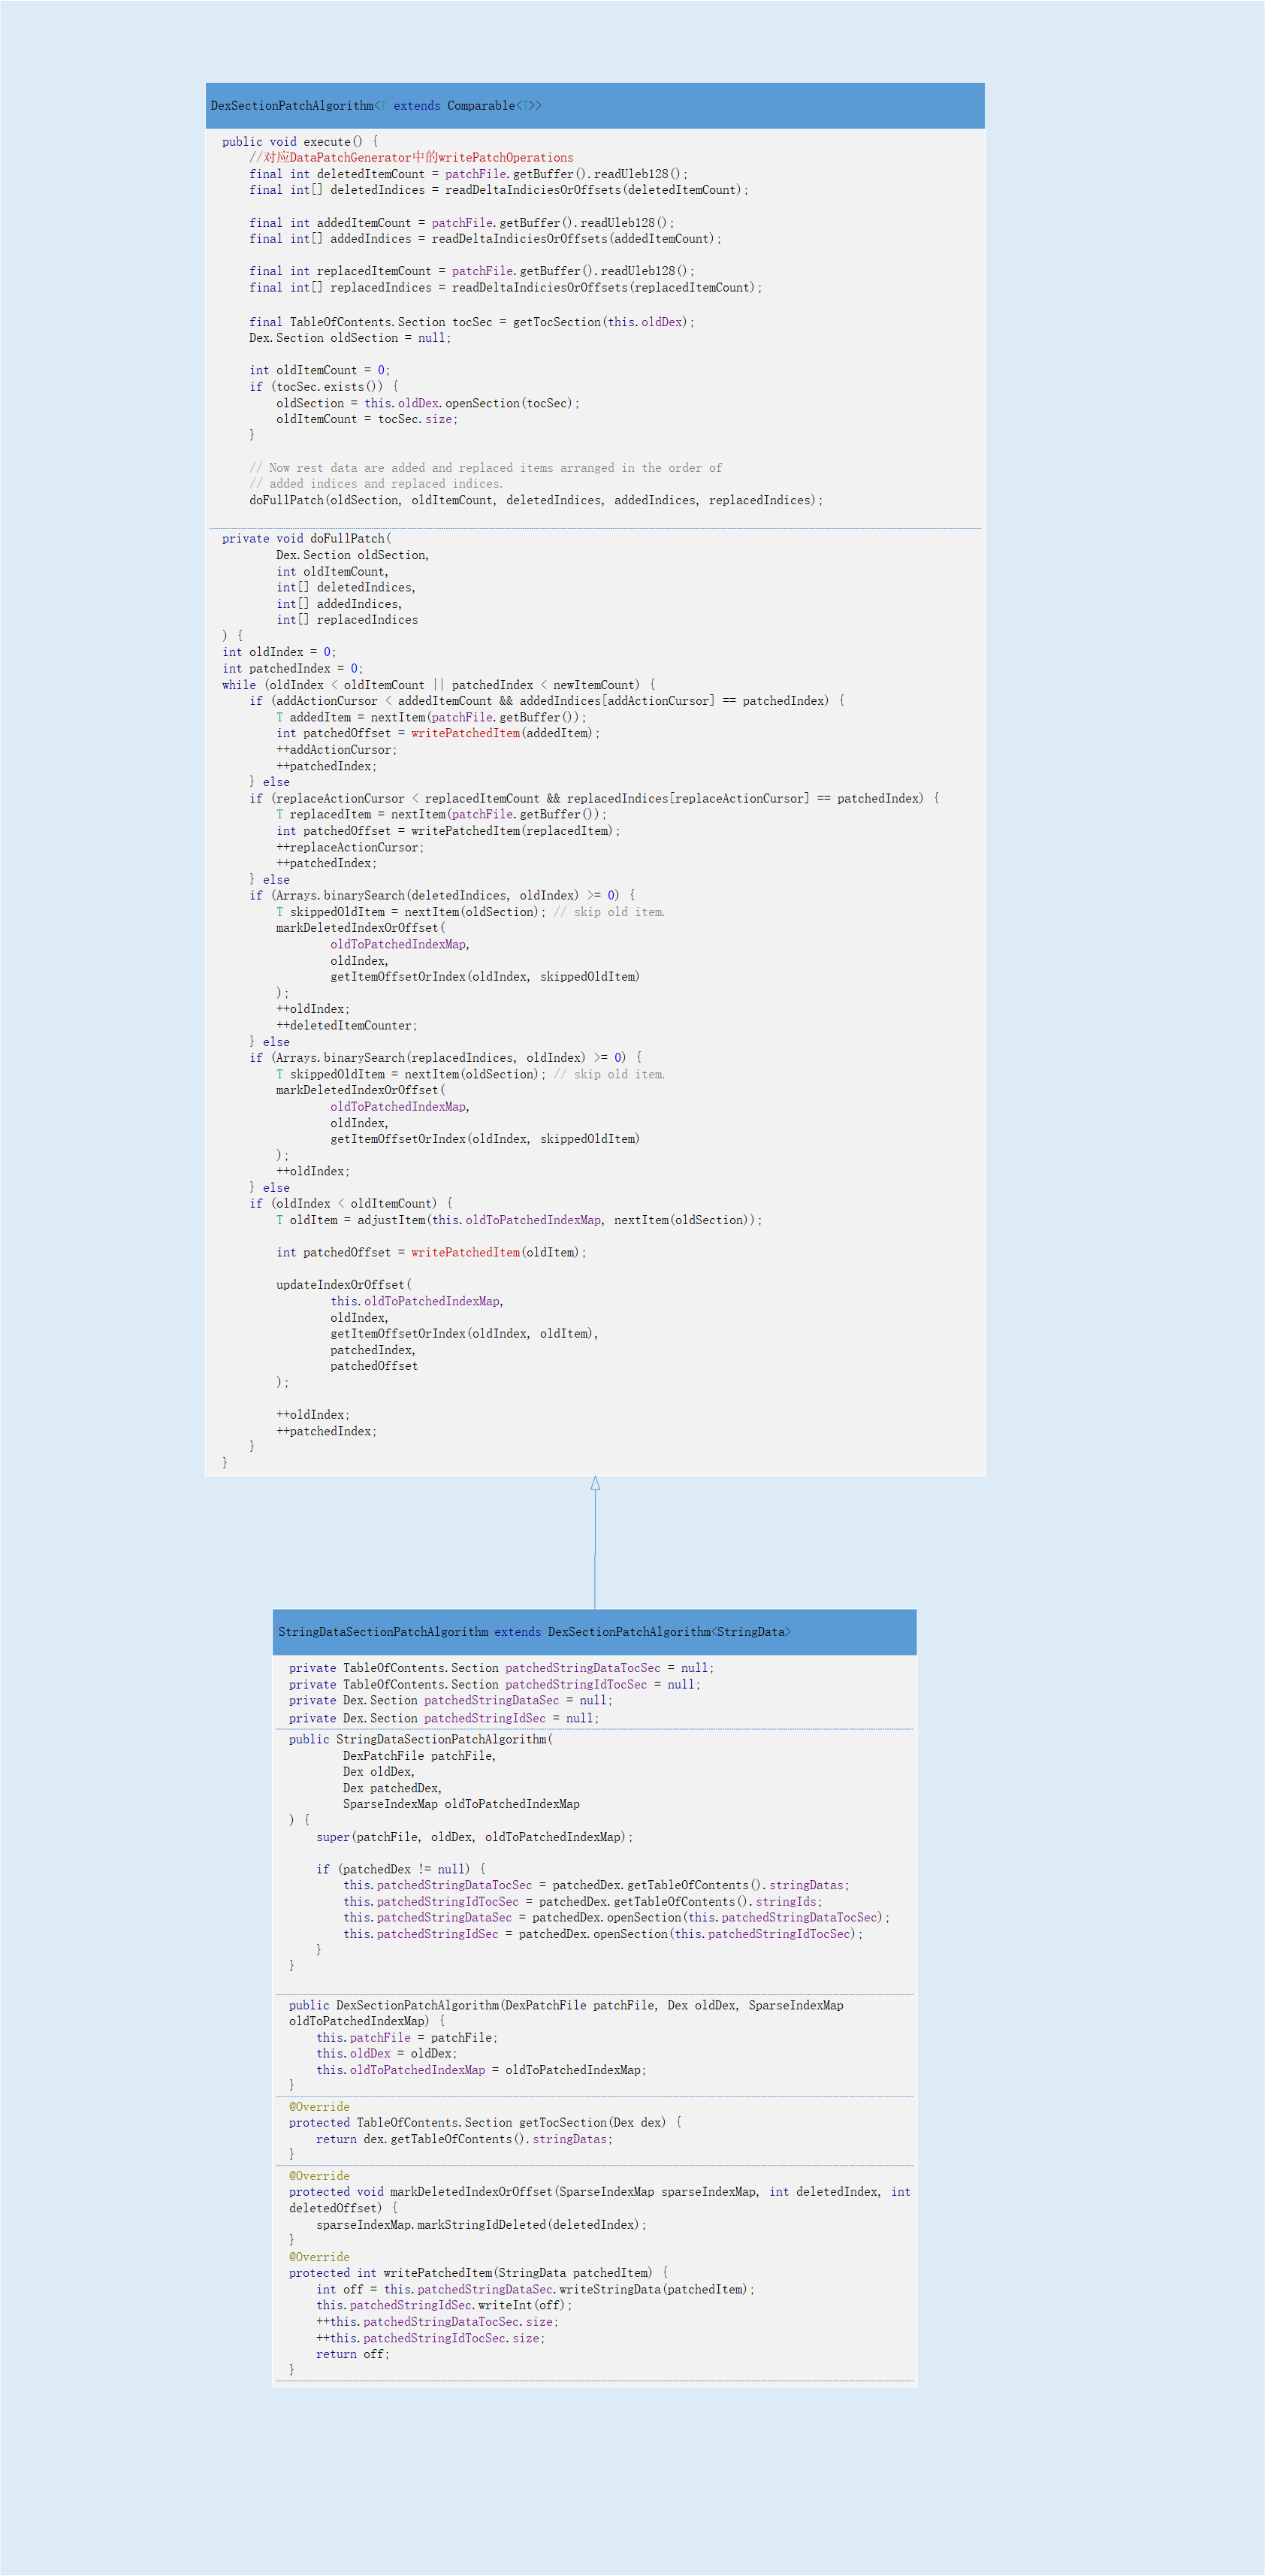 DexSectionPatchAlgorithm<T extends Comparable<T>>
public void execute() {
//对应DataPatchGenerator中的writePatchOperations
final int deletedItemCount = patchFile.getBuffer().readUleb128();
final int[] deletedIndices = readDeltaIndiciesOrOffsets(deletedItemCount);
final int addedItemCount = patchFile.getBuffer().readUleb128();
final int[] addedIndices = readDeltaIndiciesOrOffsets(addedItemCount);
final int replacedItemCount = patchFile.getBuffer().readUleb128();
final int[] replacedIndices = readDeltaIndiciesOrOffsets(replacedItemCount);
final TableOfContents.Section tocSec = getTocSection(this.oldDex);
Dex.Section oldSection = null;
int oldItemCount = 0;
if (tocSec.exists()) {
oldSection = this.oldDex.openSection(tocSec);
oldItemCount = tocSec.size;
}
// Now rest data are added and replaced items arranged in the order of
// added indices and replaced indices.
doFullPatch(oldSection, oldItemCount, deletedIndices, addedIndices, replacedIndices);
private void doFullPatch(
Dex.Section oldSection,
int oldItemCount,
int[] deletedIndices,
int[] addedIndices,
int[] replacedIndices
) {
int oldIndex = 0;
int patchedIndex = 0;
while (oldIndex < oldItemCount || patchedIndex < newItemCount) {
if (addActionCursor < addedItemCount && addedIndices[addActionCursor] == patchedIndex) {
T addedItem = nextItem(patchFile.getBuffer());
int patchedOffset = writePatchedItem(addedItem);
++addActionCursor;
++patchedIndex;
} else
if (replaceActionCursor < replacedItemCount && replacedIndices[replaceActionCursor] == patchedIndex) {
T replacedItem = nextItem(patchFile.getBuffer());
int patchedOffset = writePatchedItem(replacedItem);
++replaceActionCursor;
++patchedIndex;
} else
if (Arrays.binarySearch(deletedIndices, oldIndex) >= 0) {
T skippedOldItem = nextItem(oldSection); // skip old item.
markDeletedIndexOrOffset(
oldToPatchedIndexMap,
oldIndex,
getItemOffsetOrIndex(oldIndex, skippedOldItem)
);
++oldIndex;
++deletedItemCounter;
} else
if (Arrays.binarySearch(replacedIndices, oldIndex) >= 0) {
T skippedOldItem = nextItem(oldSection); // skip old item.
markDeletedIndexOrOffset(
oldToPatchedIndexMap,
oldIndex,
getItemOffsetOrIndex(oldIndex, skippedOldItem)
);
++oldIndex;
} else
if (oldIndex < oldItemCount) {
T oldItem = adjustItem(this.oldToPatchedIndexMap, nextItem(oldSection));
int patchedOffset = writePatchedItem(oldItem);
updateIndexOrOffset(
this.oldToPatchedIndexMap,
oldIndex,
getItemOffsetOrIndex(oldIndex, oldItem),
patchedIndex,
patchedOffset
);
++oldIndex;
++patchedIndex;
}
}
StringDataSectionPatchAlgorithm extends DexSectionPatchAlgorithm<StringData>
private TableOfContents.Section patchedStringDataTocSec = null;
private TableOfContents.Section patchedStringIdTocSec = null;
private Dex.Section patchedStringDataSec = null;
private Dex.Section patchedStringIdSec = null;
public StringDataSectionPatchAlgorithm(
DexPatchFile patchFile,
Dex oldDex,
Dex patchedDex,
SparseIndexMap oldToPatchedIndexMap
) {
super(patchFile, oldDex, oldToPatchedIndexMap);
if (patchedDex != null) {
this.patchedStringDataTocSec = patchedDex.getTableOfContents().stringDatas;
this.patchedStringIdTocSec = patchedDex.getTableOfContents().stringIds;
this.patchedStringDataSec = patchedDex.openSection(this.patchedStringDataTocSec);
this.patchedStringIdSec = patchedDex.openSection(this.patchedStringIdTocSec);
}
}
public DexSectionPatchAlgorithm(DexPatchFile patchFile, Dex oldDex, SparseIndexMap
oldToPatchedIndexMap) {
this.patchFile = patchFile;
this.oldDex = oldDex;
this.oldToPatchedIndexMap = oldToPatchedIndexMap;
}
@Override
protected TableOfContents.Section getTocSection(Dex dex) {
return dex.getTableOfContents().stringDatas;
}
@Override
protected void markDeletedIndexOrOffset(SparseIndexMap sparseIndexMap, int deletedIndex, int
deletedOffset) {
sparseIndexMap.markStringIdDeleted(deletedIndex);
}
@Override
protected int writePatchedItem(StringData patchedItem) {
int off = this.patchedStringDataSec.writeStringData(patchedItem);
this.patchedStringIdSec.writeInt(off);
++this.patchedStringDataTocSec.size;
++this.patchedStringIdTocSec.size;
return off;
}